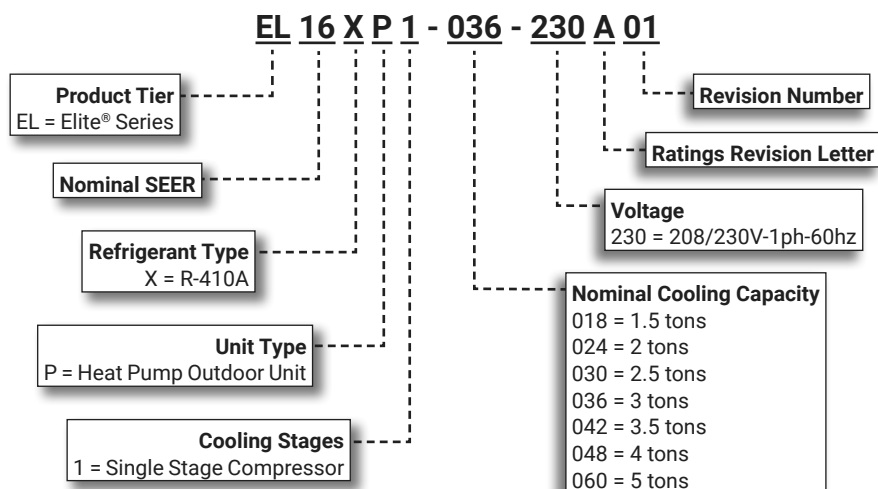 EL 16 X P 1 - 036 - 230 A 01
Product Tier
EL = Elite® Series
Nominal SEER
Refrigerant Type
X = R-410A
Unit Type
P = Heat Pump Outdoor Unit
Cooling Stages
1 = Single Stage Compressor
Revision Number
Ratings Revision Letter
Voltage
230 = 208/230V-1ph-60hz
Nominal Cooling Capacity
018 = 1.5 tons
024 = 2 tons
030 = 2.5 tons
036 = 3 tons
042 = 3.5 tons
048 = 4 tons
060 = 5 tons